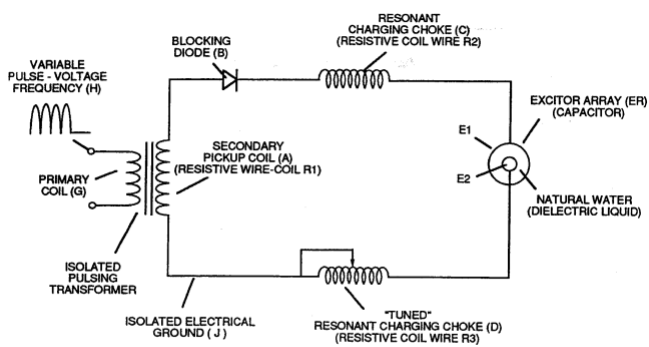 RESONANT
CHARGING CHOKE (C)
(RESISTIVE COIL WIRE R2)
BLOCKING
DIODE (B)
VARIABLE
PULSE - VOLTAGE
FREQUENCY (H)
EXCITOR ARRAY (ER)
(CAPACITOR)
E1
SECONDARY
PICKUP COIL (A)
(RESISTIVE WIRE-COIL R1)
E2
PRIMARY
COIL (G)
NATURAL WATER
(DIELECTRIC LIQUID)
ISOLATED
PULSING
TRANSFORMER
ISOLATED ELECTRICAL
GROUND ( J )
"TUNED"
RESONANT CHARGING CHOKE (D)
(RESISTIVE COIL WIRE R3)